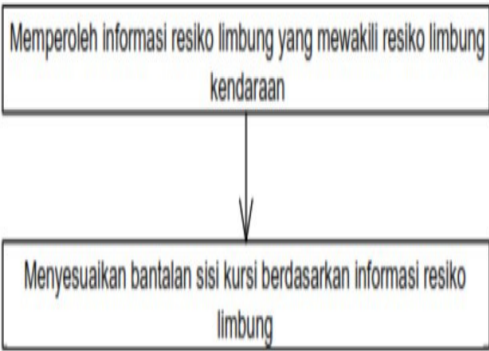 Memperoleh informasi resiko limbung yang mewakili resiko limbung
kendaraan
Menyesuaikan bantalan sisi kursi berdasarkan informasi resiko
limbung